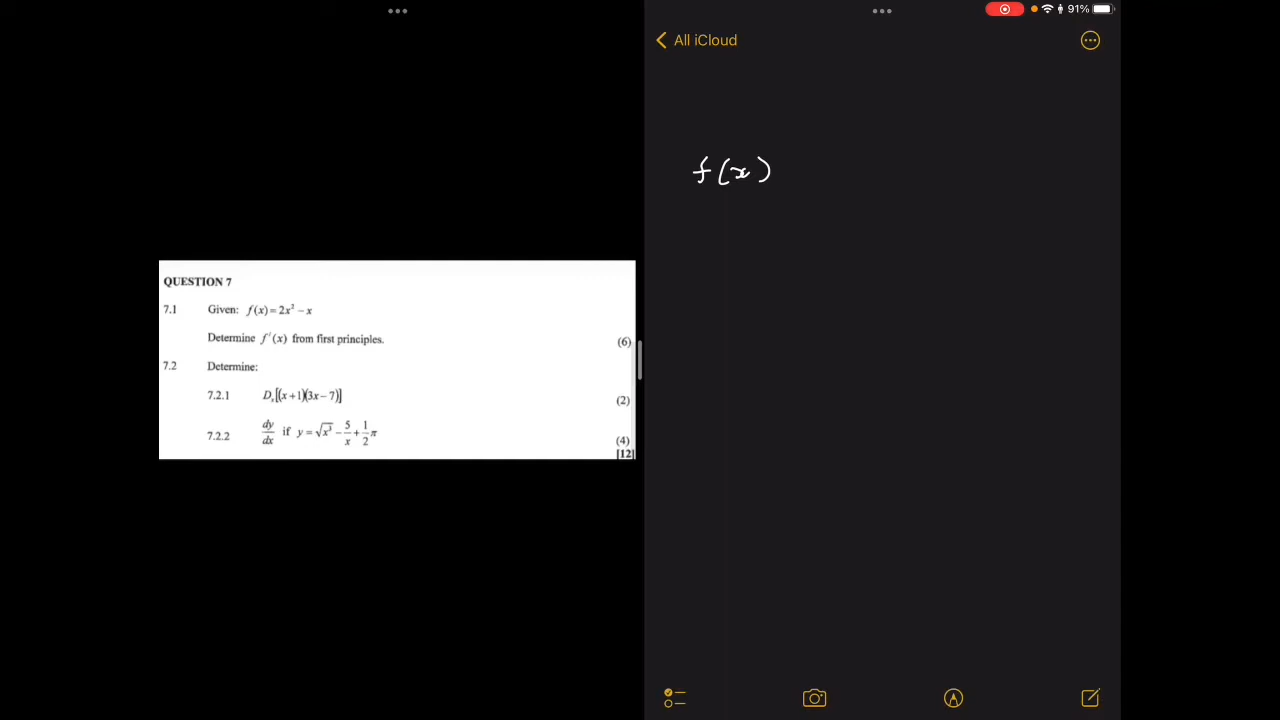 QUESTION 7
7.1 Given: f(x) = 2x² − x
Determine f′(x) from first principles. (6)
7.2 Determine:
7.2.1 Dₓ[(x+1)(3x−7)] (2)
7.2.2 dy/dx if y = √x³ − 5/x + 1/2 π (4)
[12]
91%
All iCloud
f(x)